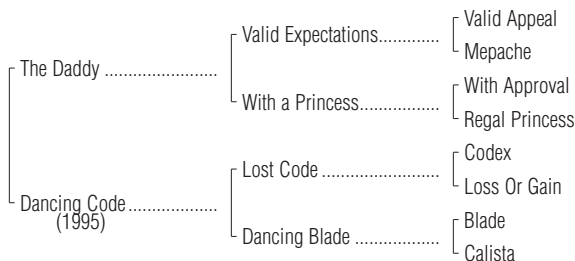 Valid Appeal
Valid Expectations.............
Mepache
The Daddy .......................
With Approval
With a Princess.................
Regal Princess
Codex
Lost Code .........................
Loss Or Gain
Dancing Code...................
(1995)
Blade
Dancing Blade ..................
Calista